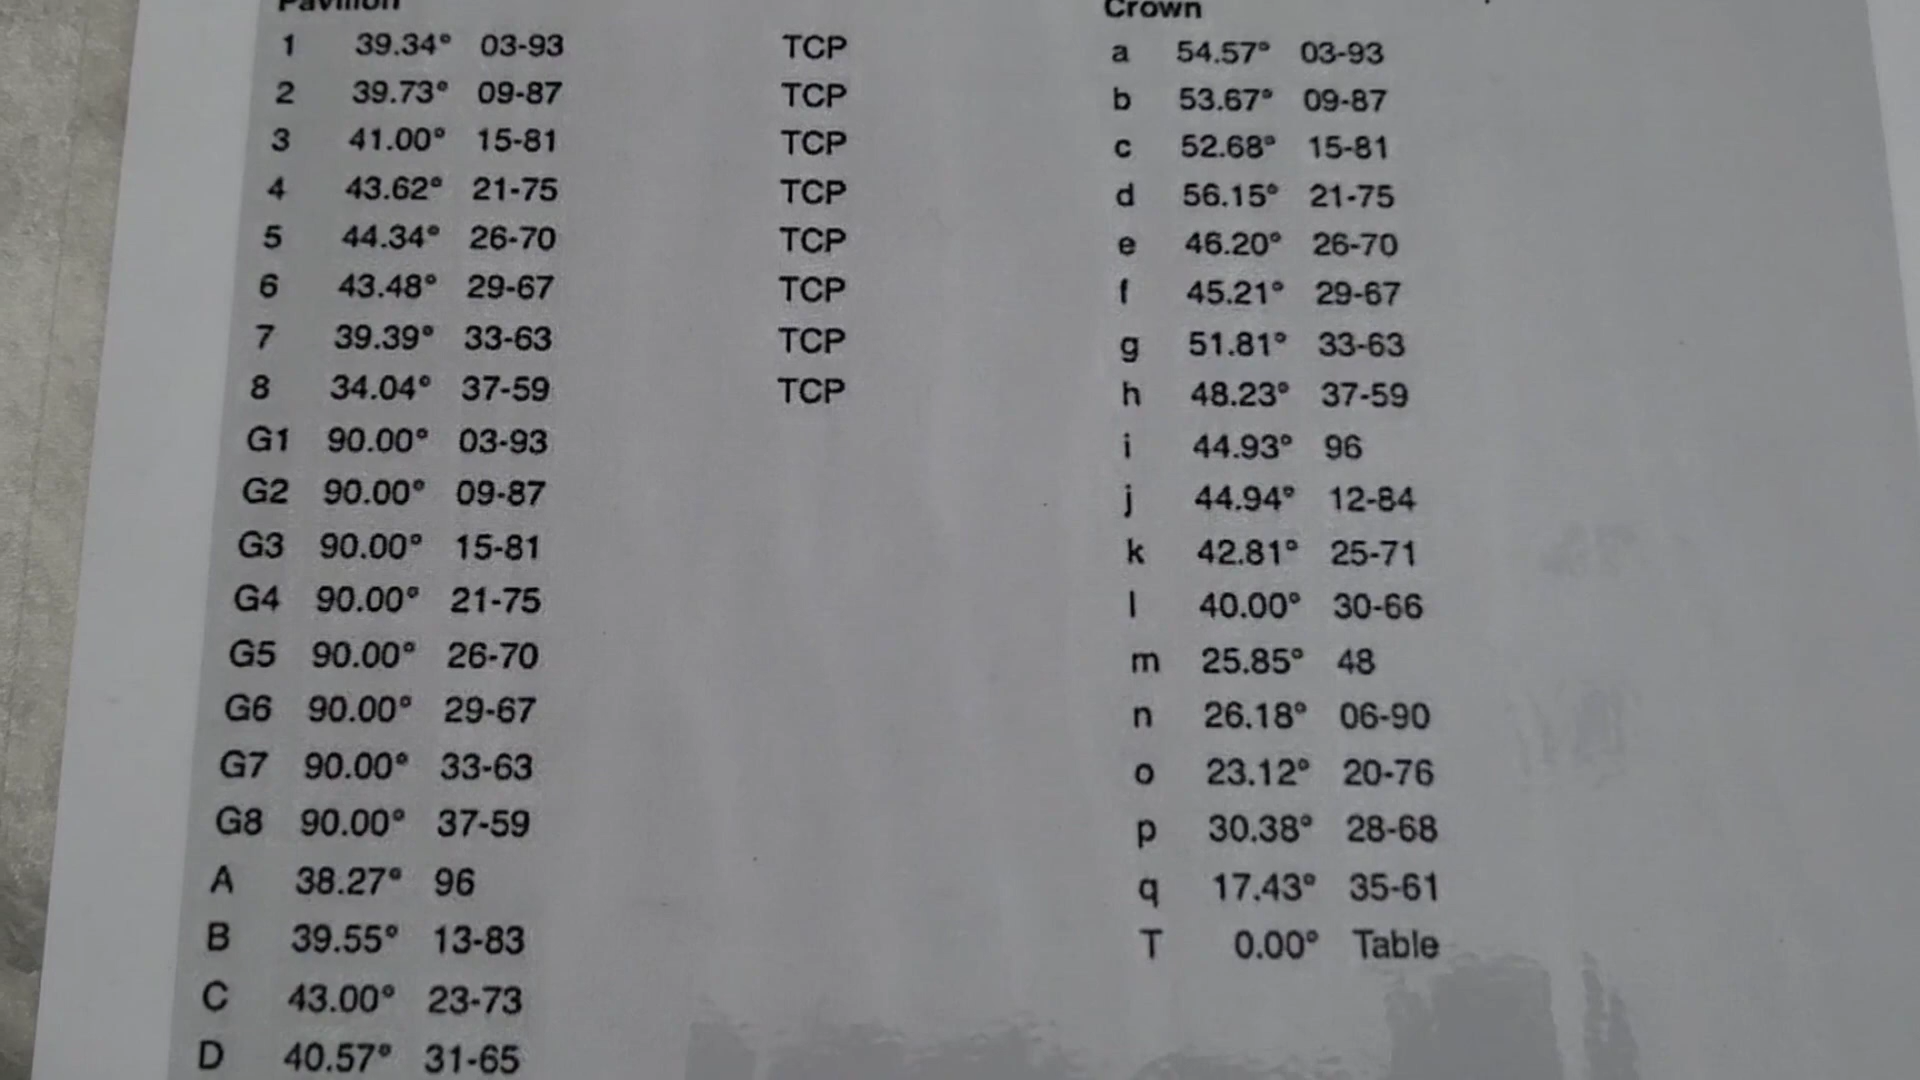 Pavilion
1 39.34° 03-93 TCP
2 39.73° 09-87 TCP
3 41.00° 15-81 TCP
4 43.62° 21-75 TCP
5 44.34° 26-70 TCP
6 43.48° 29-67 TCP
7 39.39° 33-63 TCP
8 34.04° 37-59 TCP
G1 90.00° 03-93
G2 90.00° 09-87
G3 90.00° 15-81
G4 90.00° 21-75
G5 90.00° 26-70
G6 90.00° 29-67
G7 90.00° 33-63
G8 90.00° 37-59
A 38.27° 96
B 39.55° 13-83
C 43.00° 23-73
D 40.57° 31-65
Crown
a 54.57° 03-93
b 53.67° 09-87
c 52.68° 15-81
d 56.15° 21-75
e 46.20° 26-70
f 45.21° 29-67
g 51.81° 33-63
h 48.23° 37-59
i 44.93° 96
j 44.94° 12-84
k 42.81° 25-71
l 40.00° 30-66
m 25.85° 48
n 26.18° 06-90
o 23.12° 20-76
p 30.38° 28-68
q 17.43° 35-61
T 0.00° Table